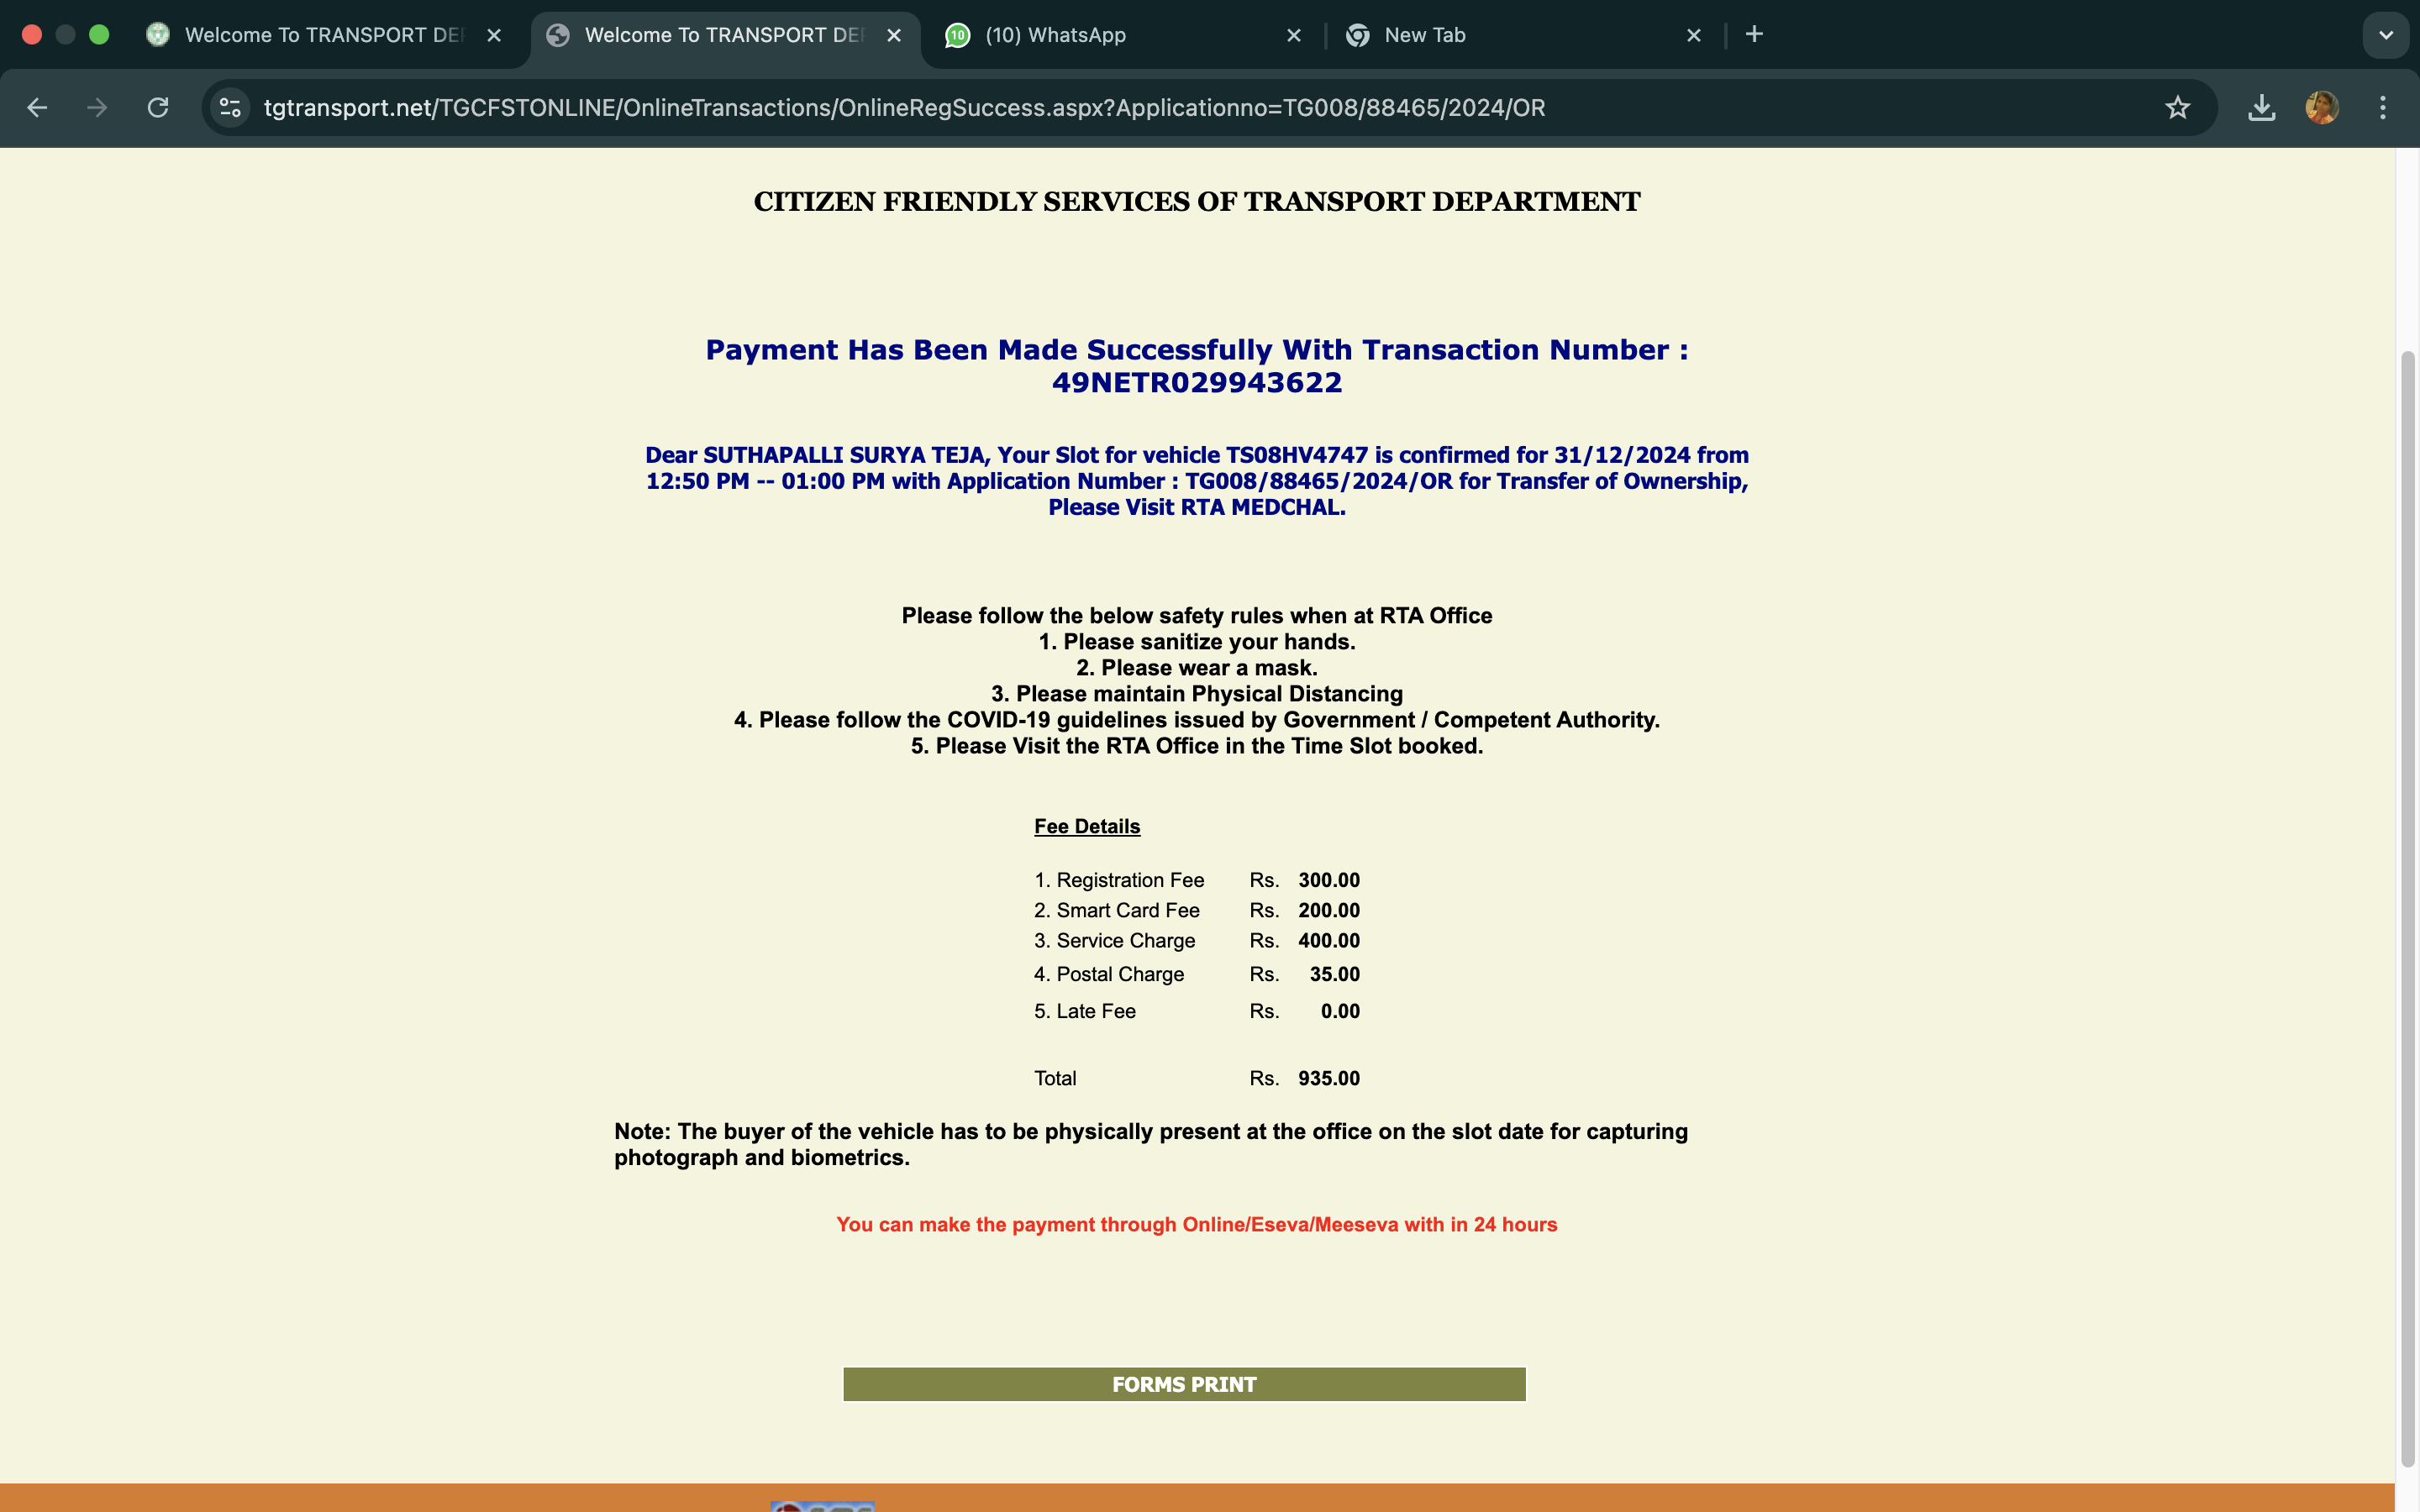 Welcome To TRANSPORT DEP
Welcome To TRANSPORT DEP
10
(10) WhatsApp
New Tab
tgtransport.net/TGCFSTONLINE/OnlineTransactions/OnlineRegSuccess.aspx?Applicationno=TG008/88465/2024/OR
CITIZEN FRIENDLY SERVICES OF TRANSPORT DEPARTMENT
Payment Has Been Made Successfully With Transaction Number :
49NETR029943622
Dear SUTHAPALLI SURYA TEJA, Your Slot for vehicle TS08HV4747 is confirmed for 31/12/2024 from
12:50 PM -- 01:00 PM with Application Number : TG008/88465/2024/OR for Transfer of Ownership,
Please Visit RTA MEDCHAL.
Please follow the below safety rules when at RTA Office
1. Please sanitize your hands.
2. Please wear a mask.
3. Please maintain Physical Distancing
4. Please follow the COVID-19 guidelines issued by Government / Competent Authority.
5. Please Visit the RTA Office in the Time Slot booked.
Fee Details
1. Registration Fee Rs. 300.00
2. Smart Card Fee Rs. 200.00
3. Service Charge Rs. 400.00
4. Postal Charge Rs. 35.00
5. Late Fee Rs. 0.00
Total Rs. 935.00
Note: The buyer of the vehicle has to be physically present at the office on the slot date for capturing
photograph and biometrics.
You can make the payment through Online/Eseva/Meeseva with in 24 hours
FORMS PRINT